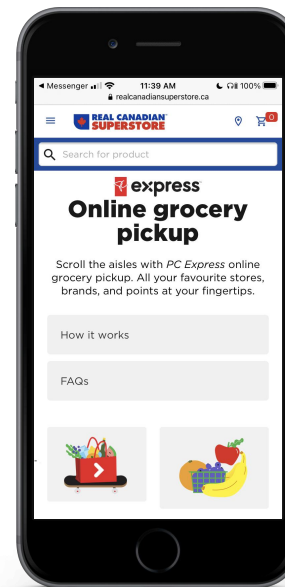 Messenger 11:39 AM 100%
realcanadiansuperstore.ca
REAL CANADIAN
SUPERSTORE
0
Search for product
express
Online grocery
pickup
Scroll the aisles with PC Express online
grocery pickup. All your favourite stores,
brands, and points at your fingertips.
How it works
FAQs